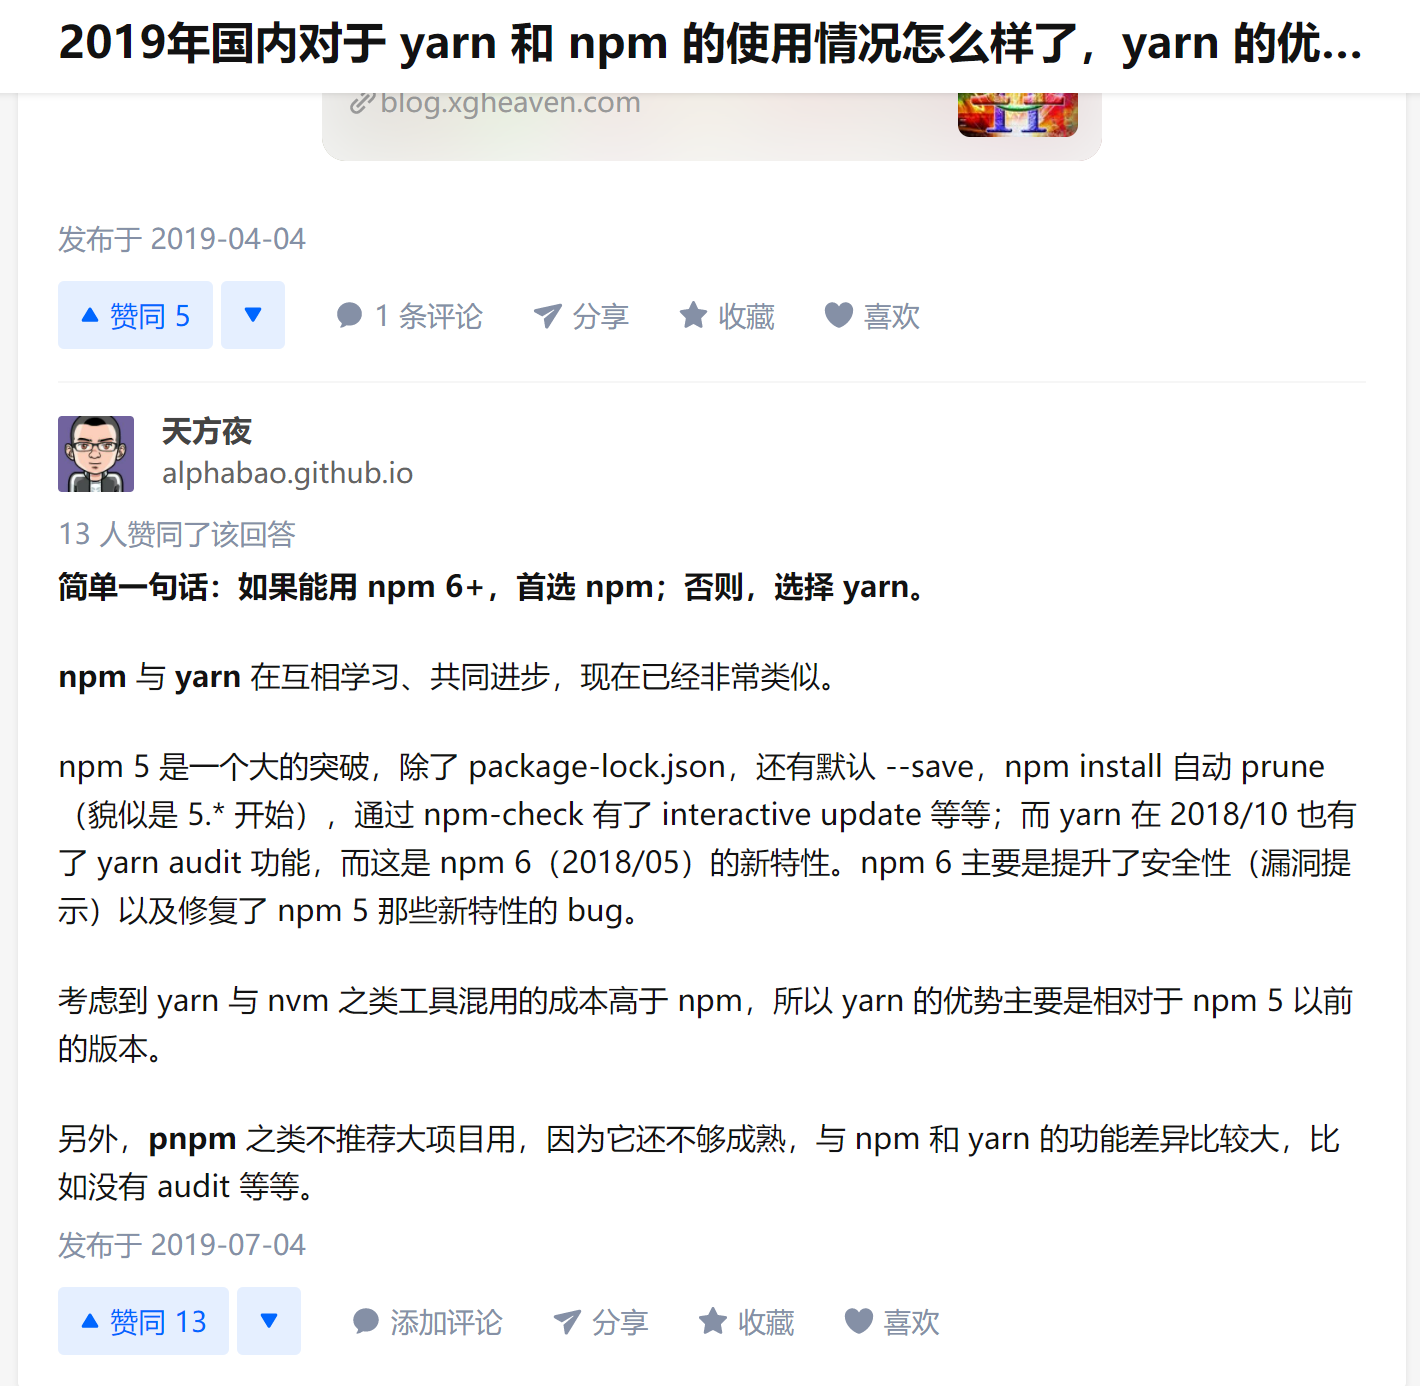 2019年国内对于 yarn 和 npm 的使用情况怎么样了，yarn 的优...
blog.xgheaven.com
发布于 2019-04-04
赞同 5
1 条评论
分享
收藏
喜欢
天方夜
alphabao.github.io
13 人赞同了该回答
简单一句话：如果能用 npm 6+，首选 npm；否则，选择 yarn。
npm 与 yarn 在互相学习、共同进步，现在已经非常类似。
npm 5 是一个大的突破，除了 package-lock.json，还有默认 --save，npm install 自动 prune
（貌似是 5.* 开始），通过 npm-check 有了 interactive update 等等；而 yarn 在 2018/10 也有
了 yarn audit 功能，而这是 npm 6（2018/05）的新特性。npm 6 主要是提升了安全性（漏洞提
示）以及修复了 npm 5 那些新特性的 bug。
考虑到 yarn 与 nvm 之类工具混用的成本高于 npm，所以 yarn 的优势主要是相对于 npm 5 以前
的版本。
另外，pnpm 之类不推荐大项目用，因为它还不够成熟，与 npm 和 yarn 的功能差异比较大，比
如没有 audit 等等。
发布于 2019-07-04
赞同 13
添加评论
分享
收藏
喜欢